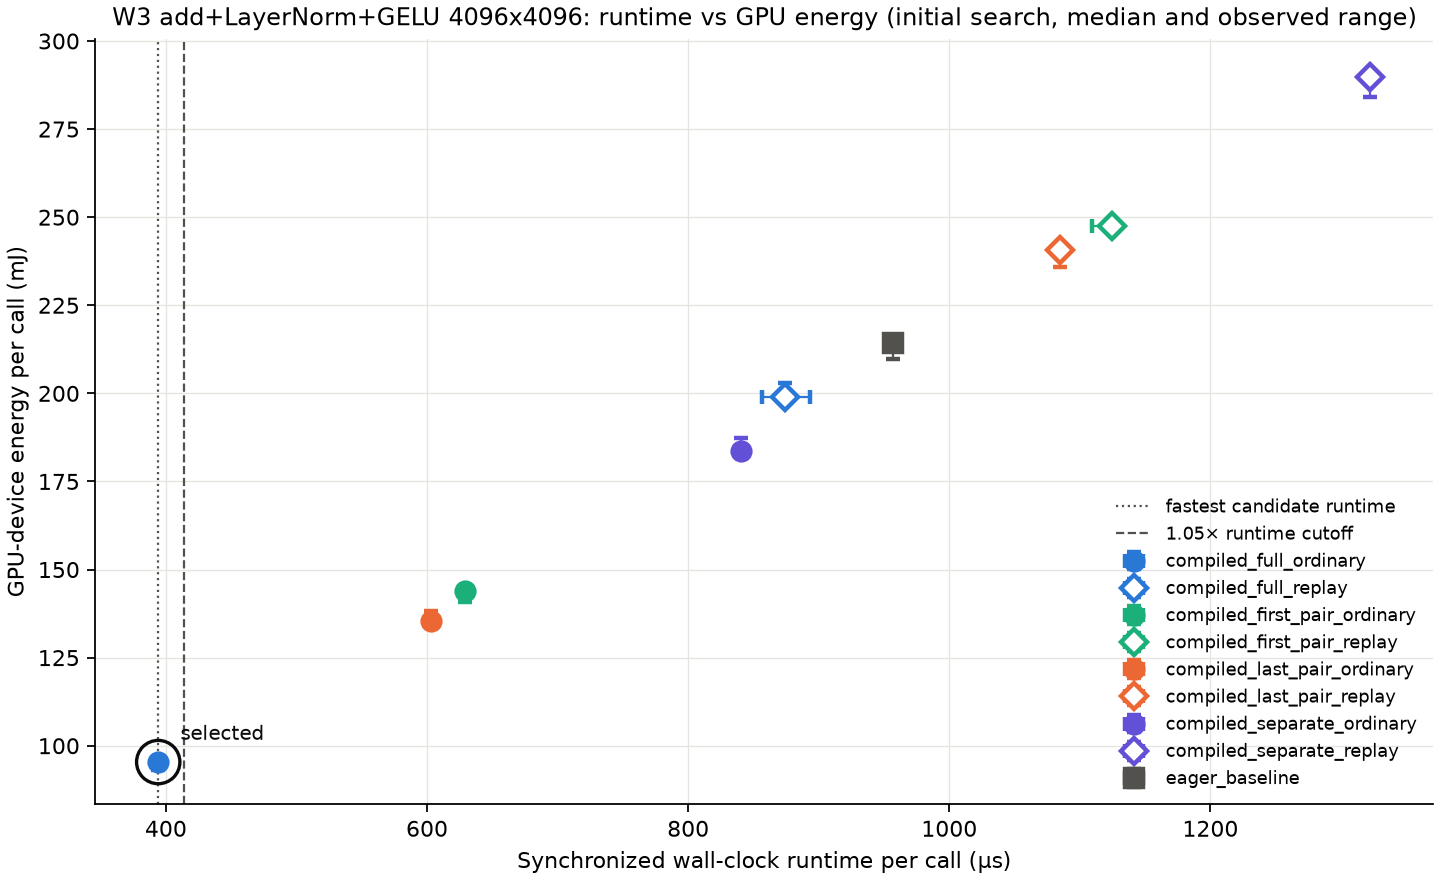 W3 add+LayerNorm+GELU 4096x4096: runtime vs GPU energy (initial search, median and observed range)
300
275
250
225
200
175
150
125
100
GPU-device energy per call (mJ)
selected
fastest candidate runtime
1.05× runtime cutoff
compiled_full_ordinary
compiled_full_replay
compiled_first_pair_ordinary
compiled_first_pair_replay
compiled_last_pair_ordinary
compiled_last_pair_replay
compiled_separate_ordinary
compiled_separate_replay
eager_baseline
400 600 800 1000 1200
Synchronized wall-clock runtime per call (µs)